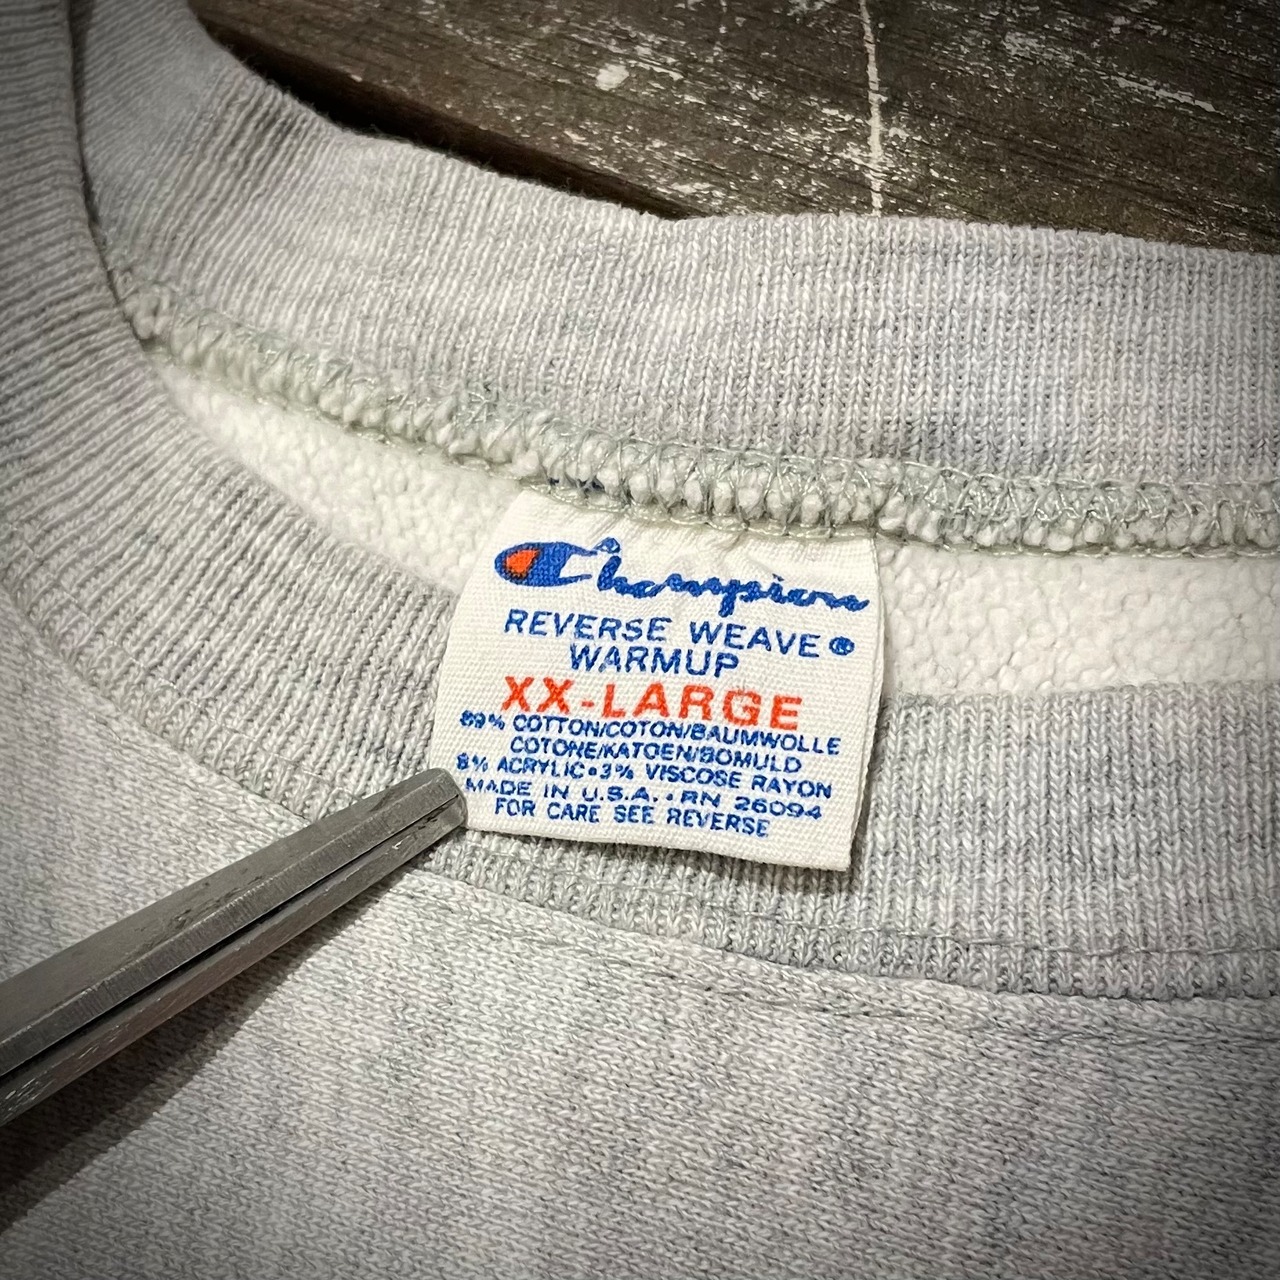 Champion
REVERSE WEAVE®
WARMUP
XX-LARGE
89% COTTON/COTON/BAUMWOLLE
COTONE/KATOEN/BOMULD
8% ACRYLIC•3% VISCOSE RAYON
MADE IN U.S.A. • RN 26094
FOR CARE SEE REVERSE